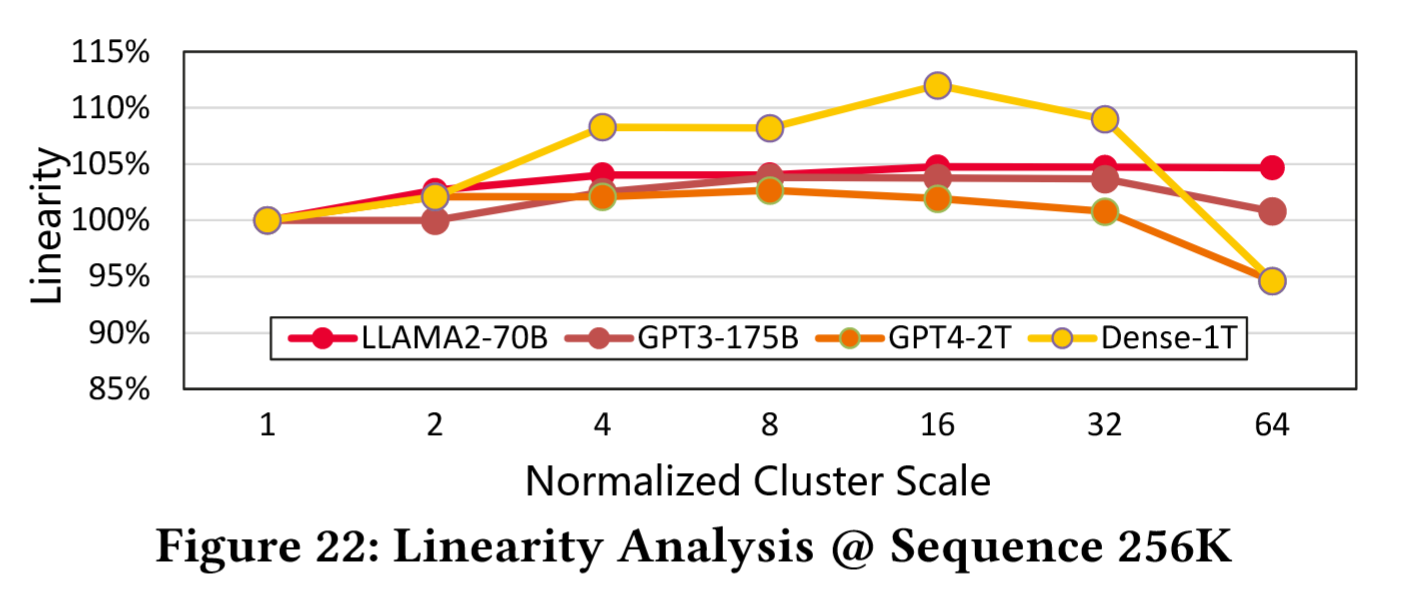 115%
110%
105%
100%
95%
90%
85%
Linearity
LLAMA2-70B GPT3-175B GPT4-2T Dense-1T
1 2 4 8 16 32 64
Normalized Cluster Scale
Figure 22: Linearity Analysis @ Sequence 256K